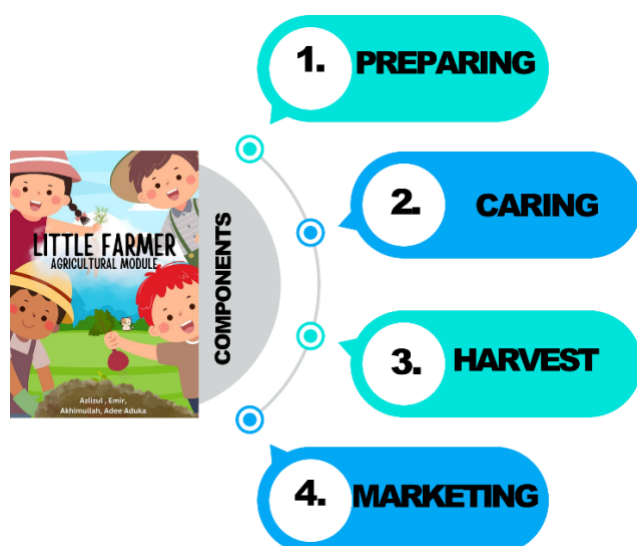 1. PREPARING
2. CARING
3. HARVEST
4. MARKETING
COMPONENTS
LITTLE FARMER
AGRICULTURAL MODULE
Azlizul , Emir,
Akhimullah, Adee Aduka